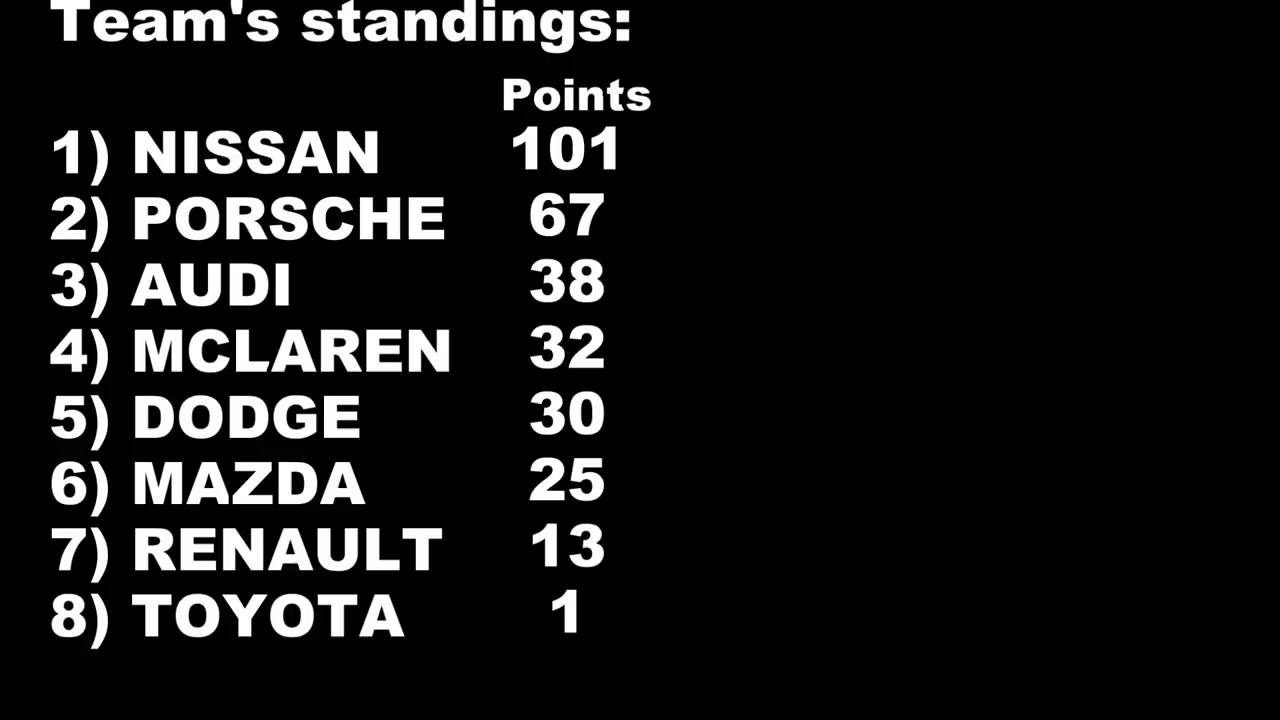 Team's standings:
Points
1) NISSAN 101
2) PORSCHE 67
3) AUDI 38
4) MCLAREN 32
5) DODGE 30
6) MAZDA 25
7) RENAULT 13
8) TOYOTA 1